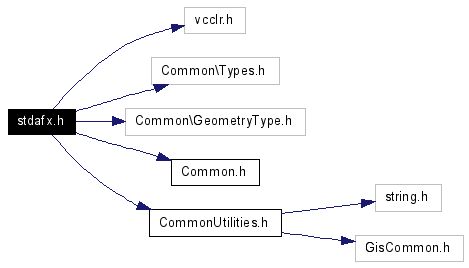 vcclr.h
Common\Types.h
stdafx.h
Common\GeometryType.h
Common.h
CommonUtilities.h
string.h
GisCommon.h